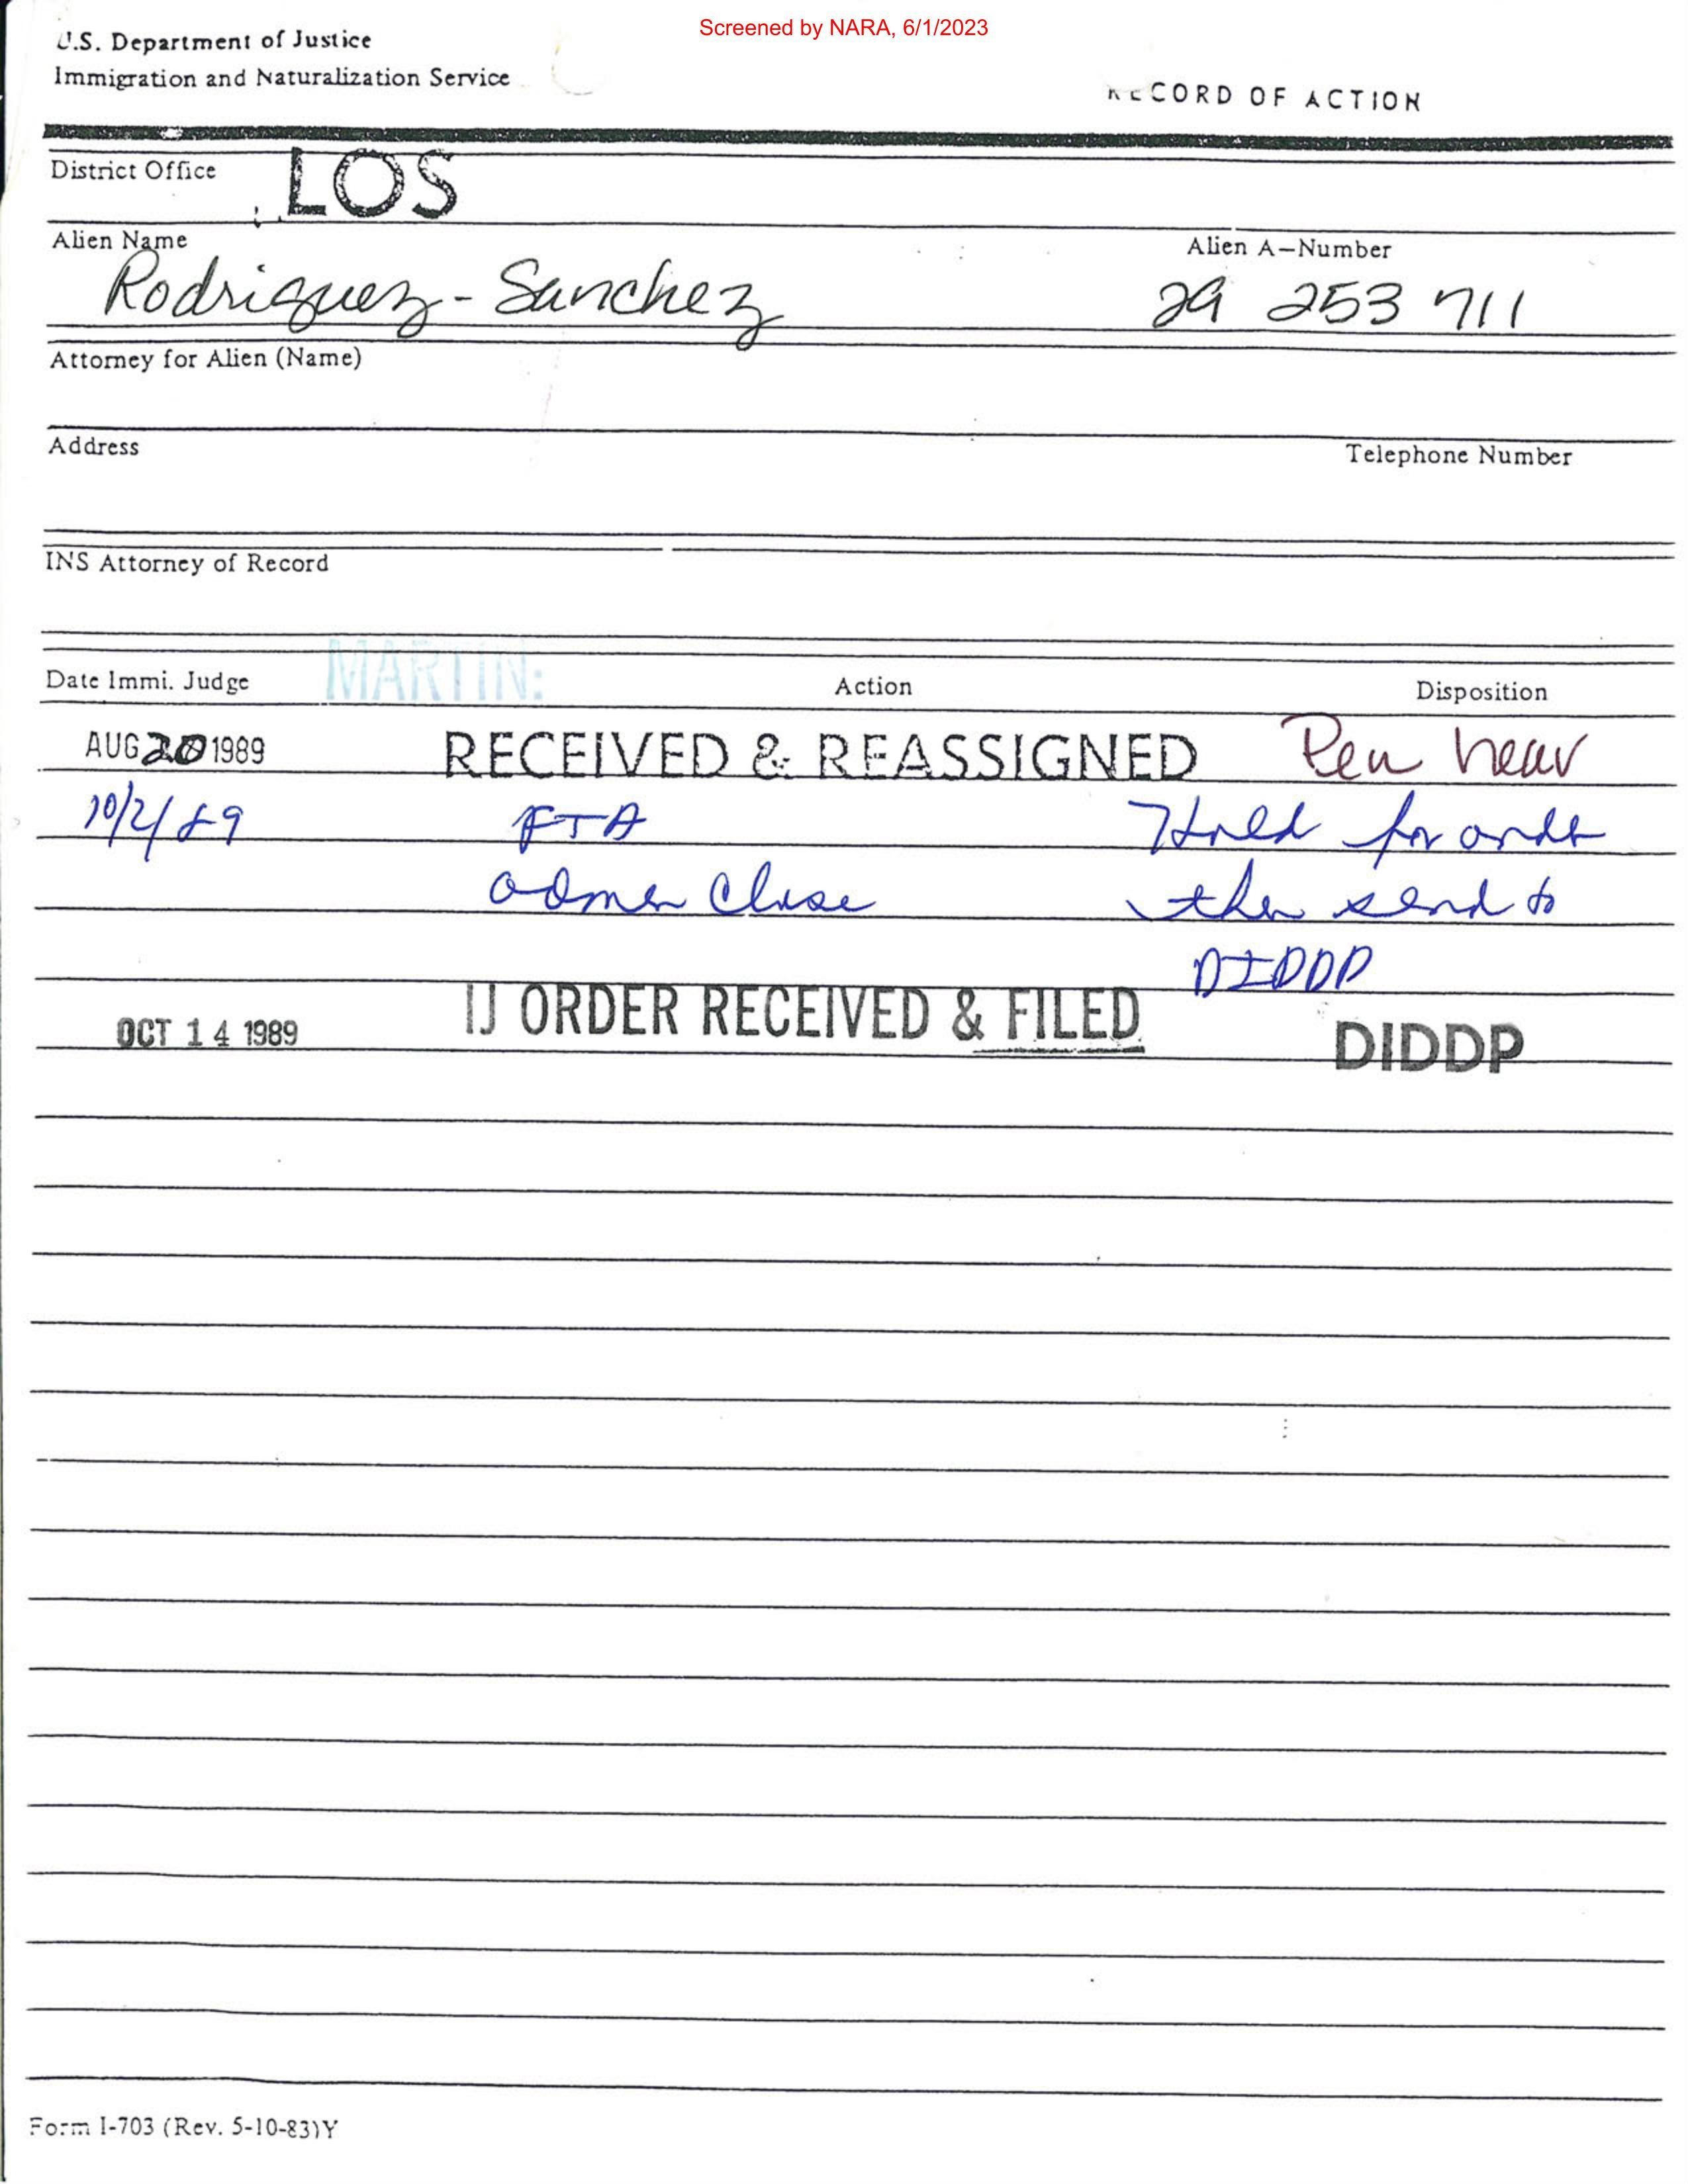 Screened by NARA, 6/1/2023
U.S. Department of Justice
Immigration and Naturalization Service
RECORD OF ACTION
District Office LOS
Alien Name Alien A-Number
Rodriguez-Sanchez 29 253 711
Attorney for Alien (Name)
Address Telephone Number
INS Attorney of Record
MARTIN:
Date Immi. Judge Action Disposition
AUG 20 1989 RECEIVED & REASSIGNED Pen hear
10/2/89 FTA Hold for order
admin Close then send to
DIDDP
OCT 14 1989 IJ ORDER RECEIVED & FILED DIDDP
Form I-703 (Rev. 5-10-83)Y